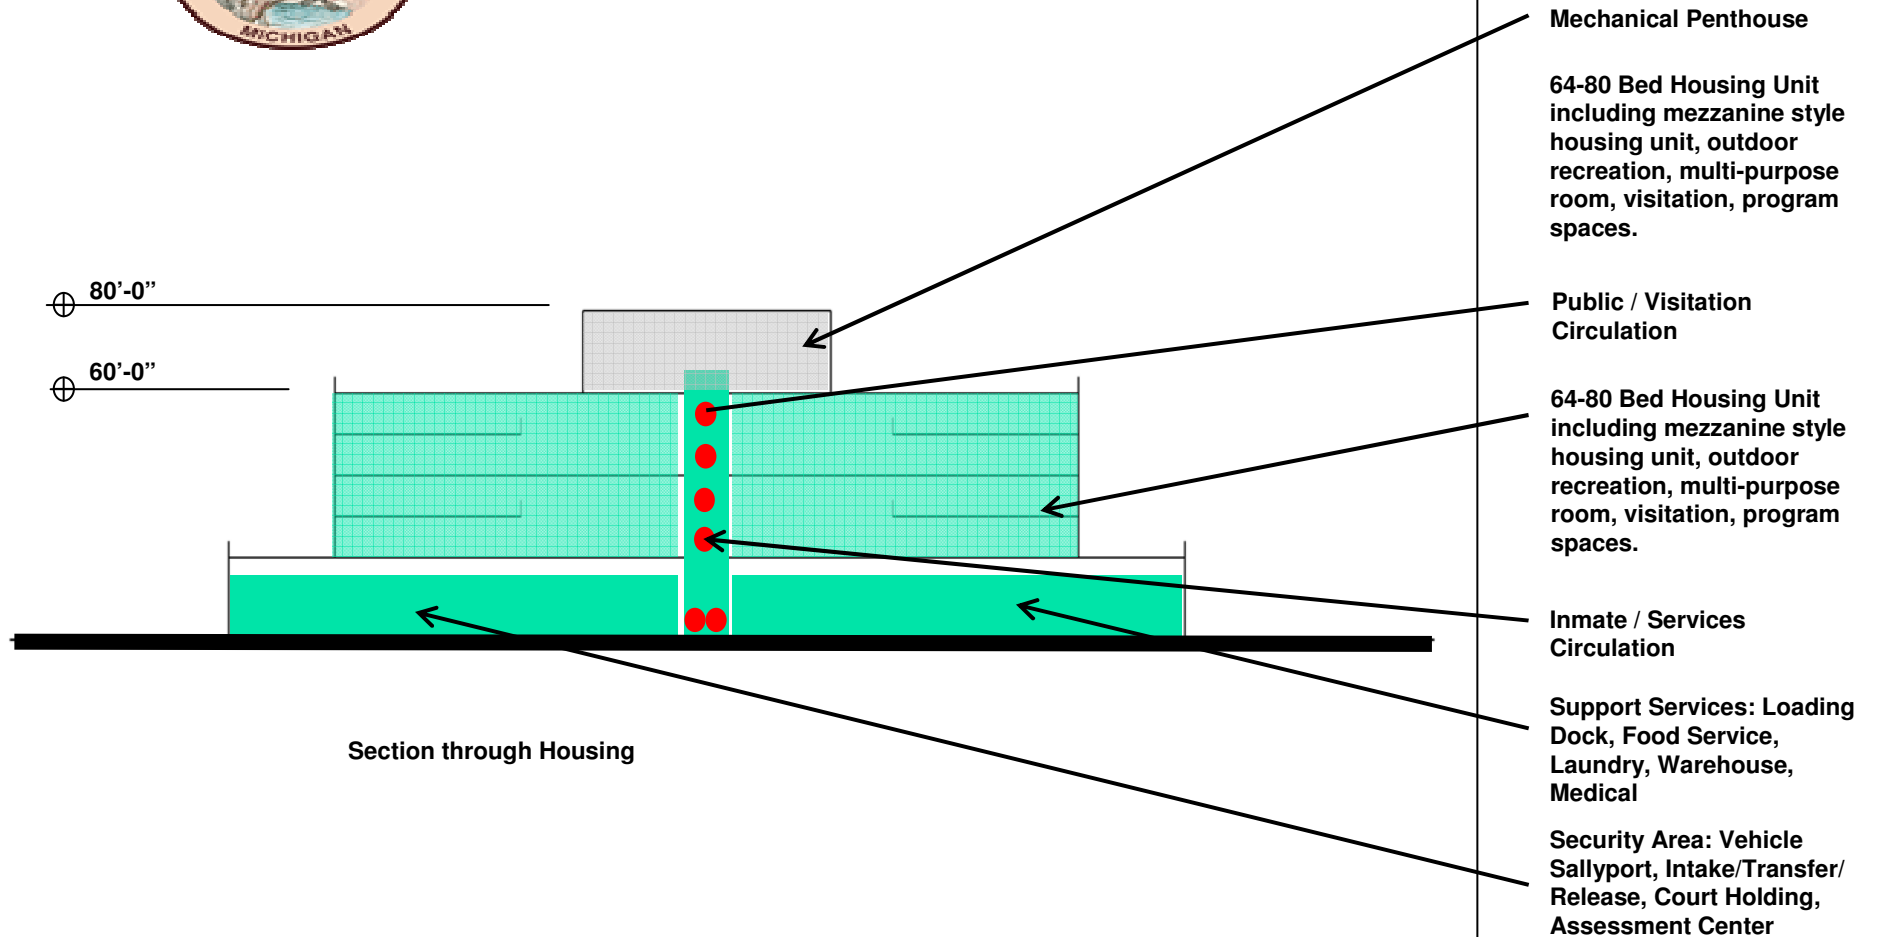 MICHIGAN
Mechanical Penthouse
64-80 Bed Housing Unit
including mezzanine style
housing unit, outdoor
recreation, multi-purpose
room, visitation, program
spaces.
80’-0”
Public / Visitation
Circulation
60’-0”
64-80 Bed Housing Unit
including mezzanine style
housing unit, outdoor
recreation, multi-purpose
room, visitation, program
spaces.
Inmate / Services
Circulation
Support Services: Loading
Dock, Food Service,
Laundry, Warehouse,
Medical
Section through Housing
Security Area: Vehicle
Sallyport, Intake/Transfer/
Release, Court Holding,
Assessment Center